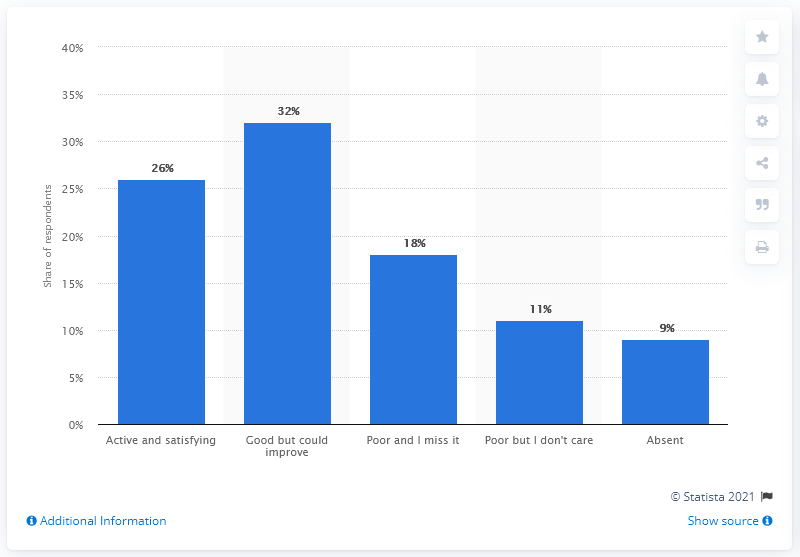 40%
35%
30%
25%
20%
15%
10%
5%
0%
Share of respondents
26%
32%
18%
11%
9%
Active and satisfying
Good but could
improve
Poor and I miss it
Poor but I don't care
Absent
© Statista 2021
Additional Information
Show source